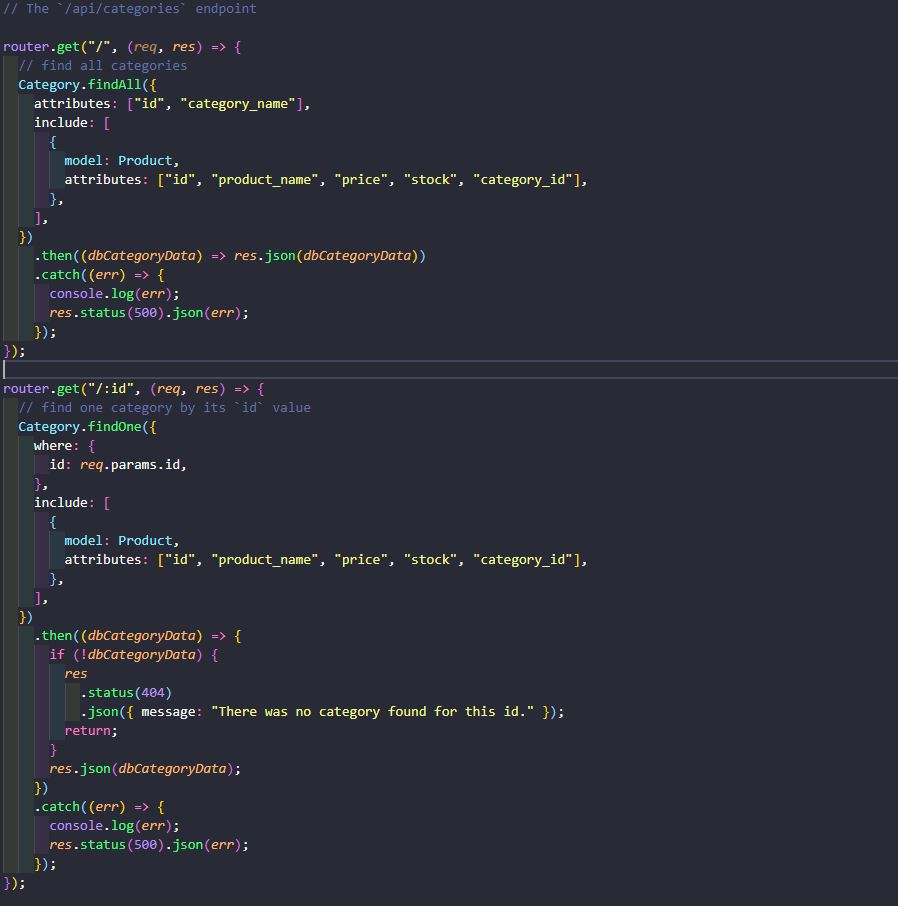 // The `/api/categories` endpoint

router.get("/", (req, res) => {
  // find all categories
  Category.findAll({
    attributes: ["id", "category_name"],
    include: [
      {
        model: Product,
        attributes: ["id", "product_name", "price", "stock", "category_id"],
      },
    ],
  })
    .then((dbCategoryData) => res.json(dbCategoryData))
    .catch((err) => {
      console.log(err);
      res.status(500).json(err);
    });
});

router.get("/:id", (req, res) => {
  // find one category by its `id` value
  Category.findOne({
    where: {
      id: req.params.id,
    },
    include: [
      {
        model: Product,
        attributes: ["id", "product_name", "price", "stock", "category_id"],
      },
    ],
  })
    .then((dbCategoryData) => {
      if (!dbCategoryData) {
        res
          .status(404)
          .json({ message: "There was no category found for this id." });
        return;
      }
      res.json(dbCategoryData);
    })
    .catch((err) => {
      console.log(err);
      res.status(500).json(err);
    });
});